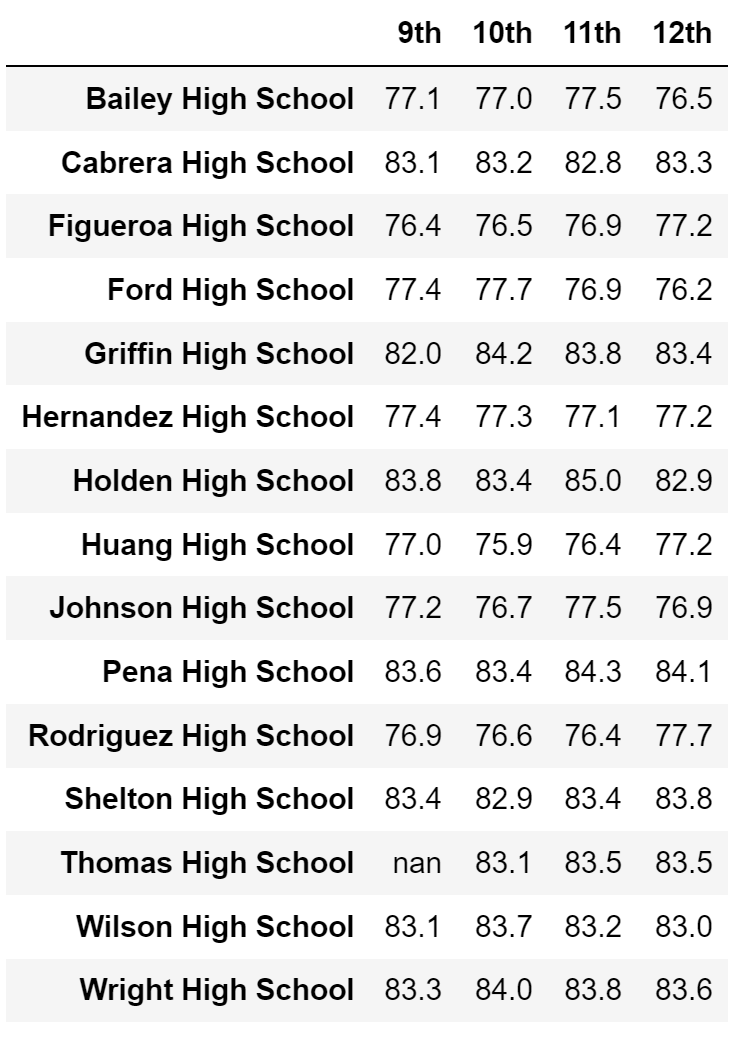 9th 10th 11th 12th
Bailey High School 77.1 77.0 77.5 76.5
Cabrera High School 83.1 83.2 82.8 83.3
Figueroa High School 76.4 76.5 76.9 77.2
Ford High School 77.4 77.7 76.9 76.2
Griffin High School 82.0 84.2 83.8 83.4
Hernandez High School 77.4 77.3 77.1 77.2
Holden High School 83.8 83.4 85.0 82.9
Huang High School 77.0 75.9 76.4 77.2
Johnson High School 77.2 76.7 77.5 76.9
Pena High School 83.6 83.4 84.3 84.1
Rodriguez High School 76.9 76.6 76.4 77.7
Shelton High School 83.4 82.9 83.4 83.8
Thomas High School nan 83.1 83.5 83.5
Wilson High School 83.1 83.7 83.2 83.0
Wright High School 83.3 84.0 83.8 83.6